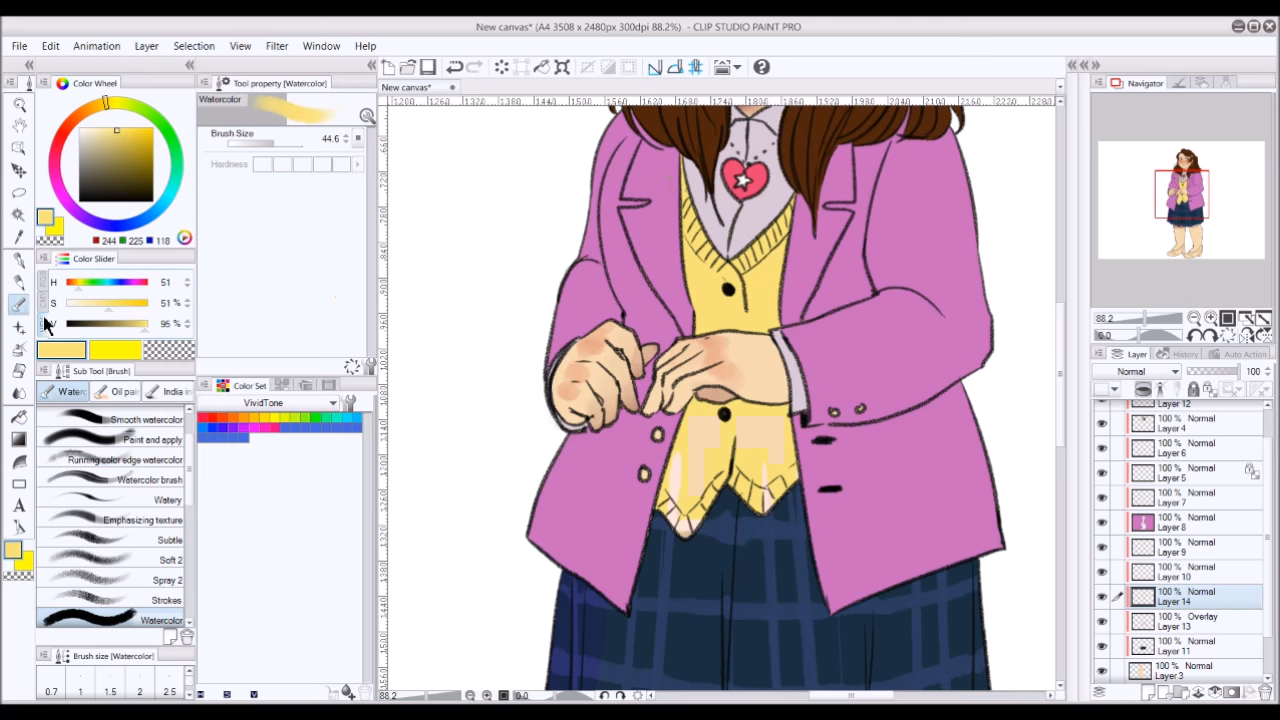 New canvas* (A4 3508 x 2480px 300dpi 88.2%) - CLIP STUDIO PAINT PRO
File Edit Animation Layer Selection View Filter Window Help
Color Wheel
Tool property [Watercolor]
New canvas*
Navigator
Watercolor
Brush Size 44.6
Hardness
244 225 118
Color Slider
H 51
S 51 %
V 95 %
Sub Tool [Brush]
Color Set
Oil pai
India in
VividTone
Smooth watercolor
Paint and apply
Running color edge watercolor
Watercolor brush
Watery
Emphasizing texture
Subtle
Soft 2
Spray 2
Strokes
Watercolor
Brush size [Watercolor]
0.7 1 1.5 2 2.5
88.2
0.0
88.2
0.0
Layer History Auto Action
Normal 100
Layer 12
100 % Normal
Layer 4
100 % Normal
Layer 6
100 % Normal
Layer 5
100 % Normal
Layer 7
100 % Normal
Layer 8
100 % Normal
Layer 9
100 % Normal
Layer 10
100 % Normal
Layer 14
100 % Overlay
Layer 13
100 % Normal
Layer 11
100 % Normal
Layer 3